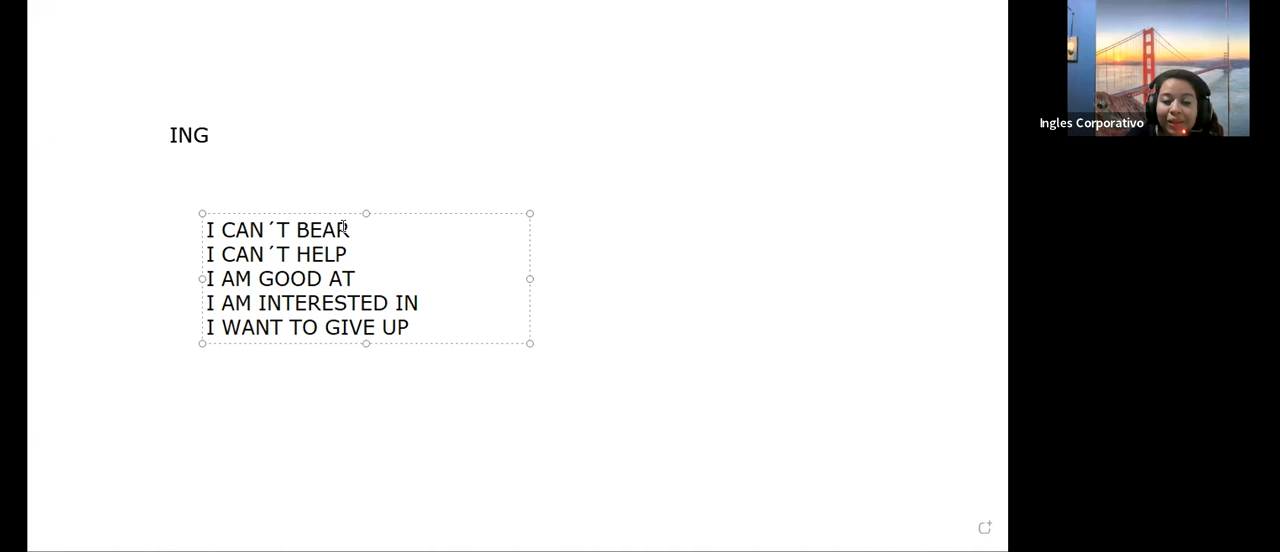 ING
I CAN´T BEAR
I CAN´T HELP
I AM GOOD AT
I AM INTERESTED IN
I WANT TO GIVE UP
Ingles Corporativo